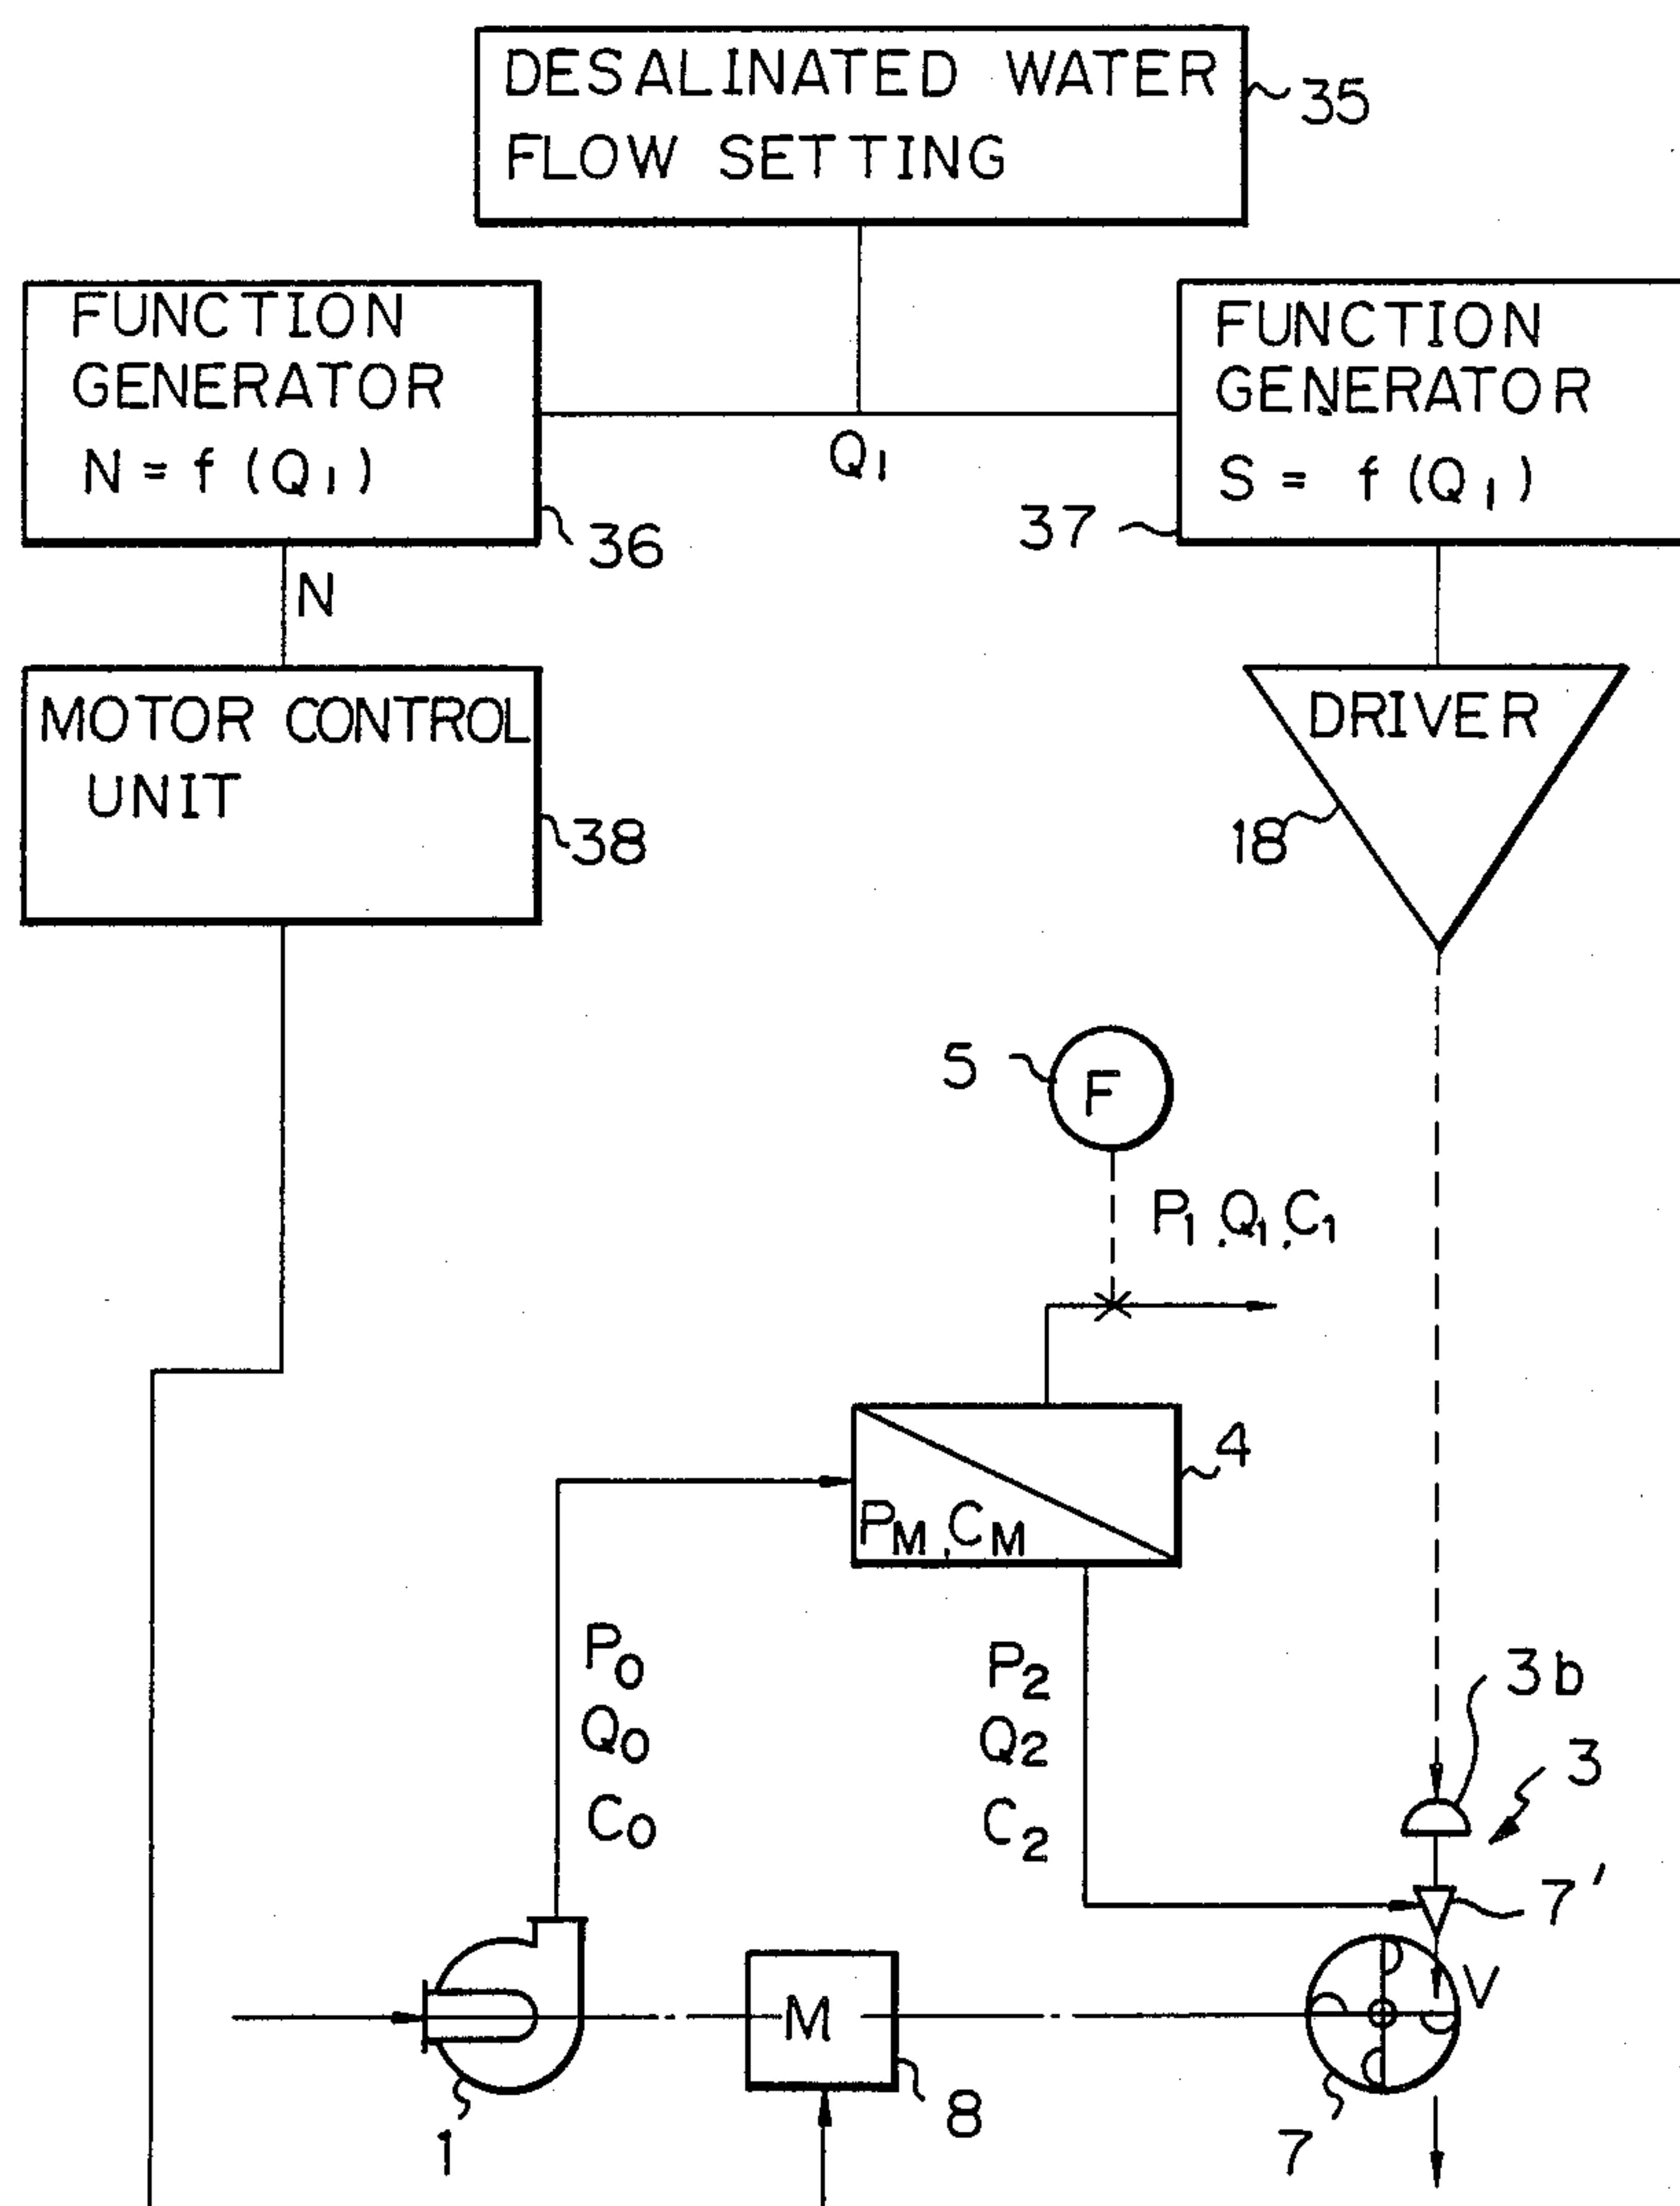 DESALINATED WATER
FLOW SETTING
35
FUNCTION
GENERATOR
N = f (Q1)
36
Q1
FUNCTION
GENERATOR
S = f (Q1)
37
N
MOTOR CONTROL
UNIT
38
DRIVER
18
5
F
P1, Q1, C1
4
PM, CM
P0
Q0
C0
P2
Q2
C2
3b
3
7'
V
M
1
8
7